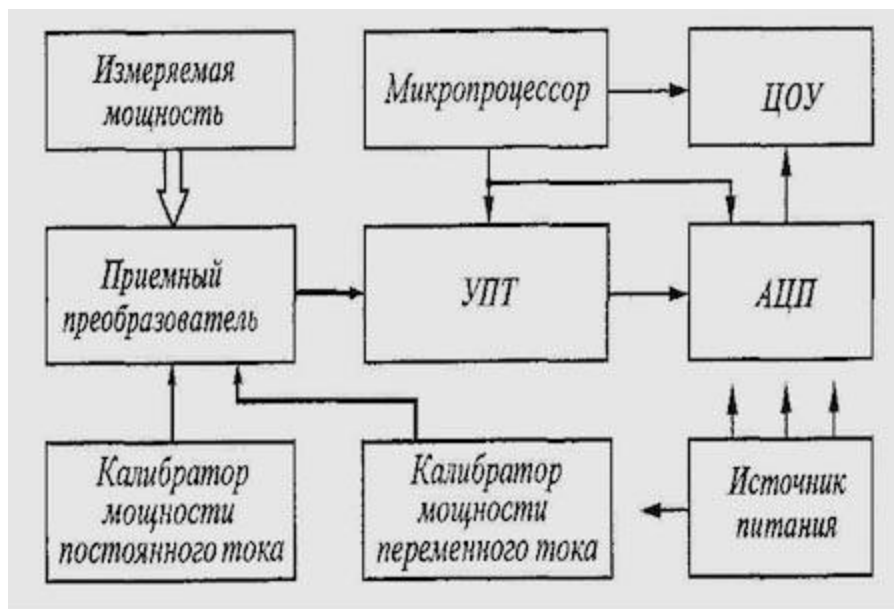 Измеряемая
мощность
Микропроцессор
ЦОУ
Приемный
преобразователь
УПТ
АЦП
Калибратор
мощности
постоянного тока
Калибратор
мощности
переменного тока
Источник
питания